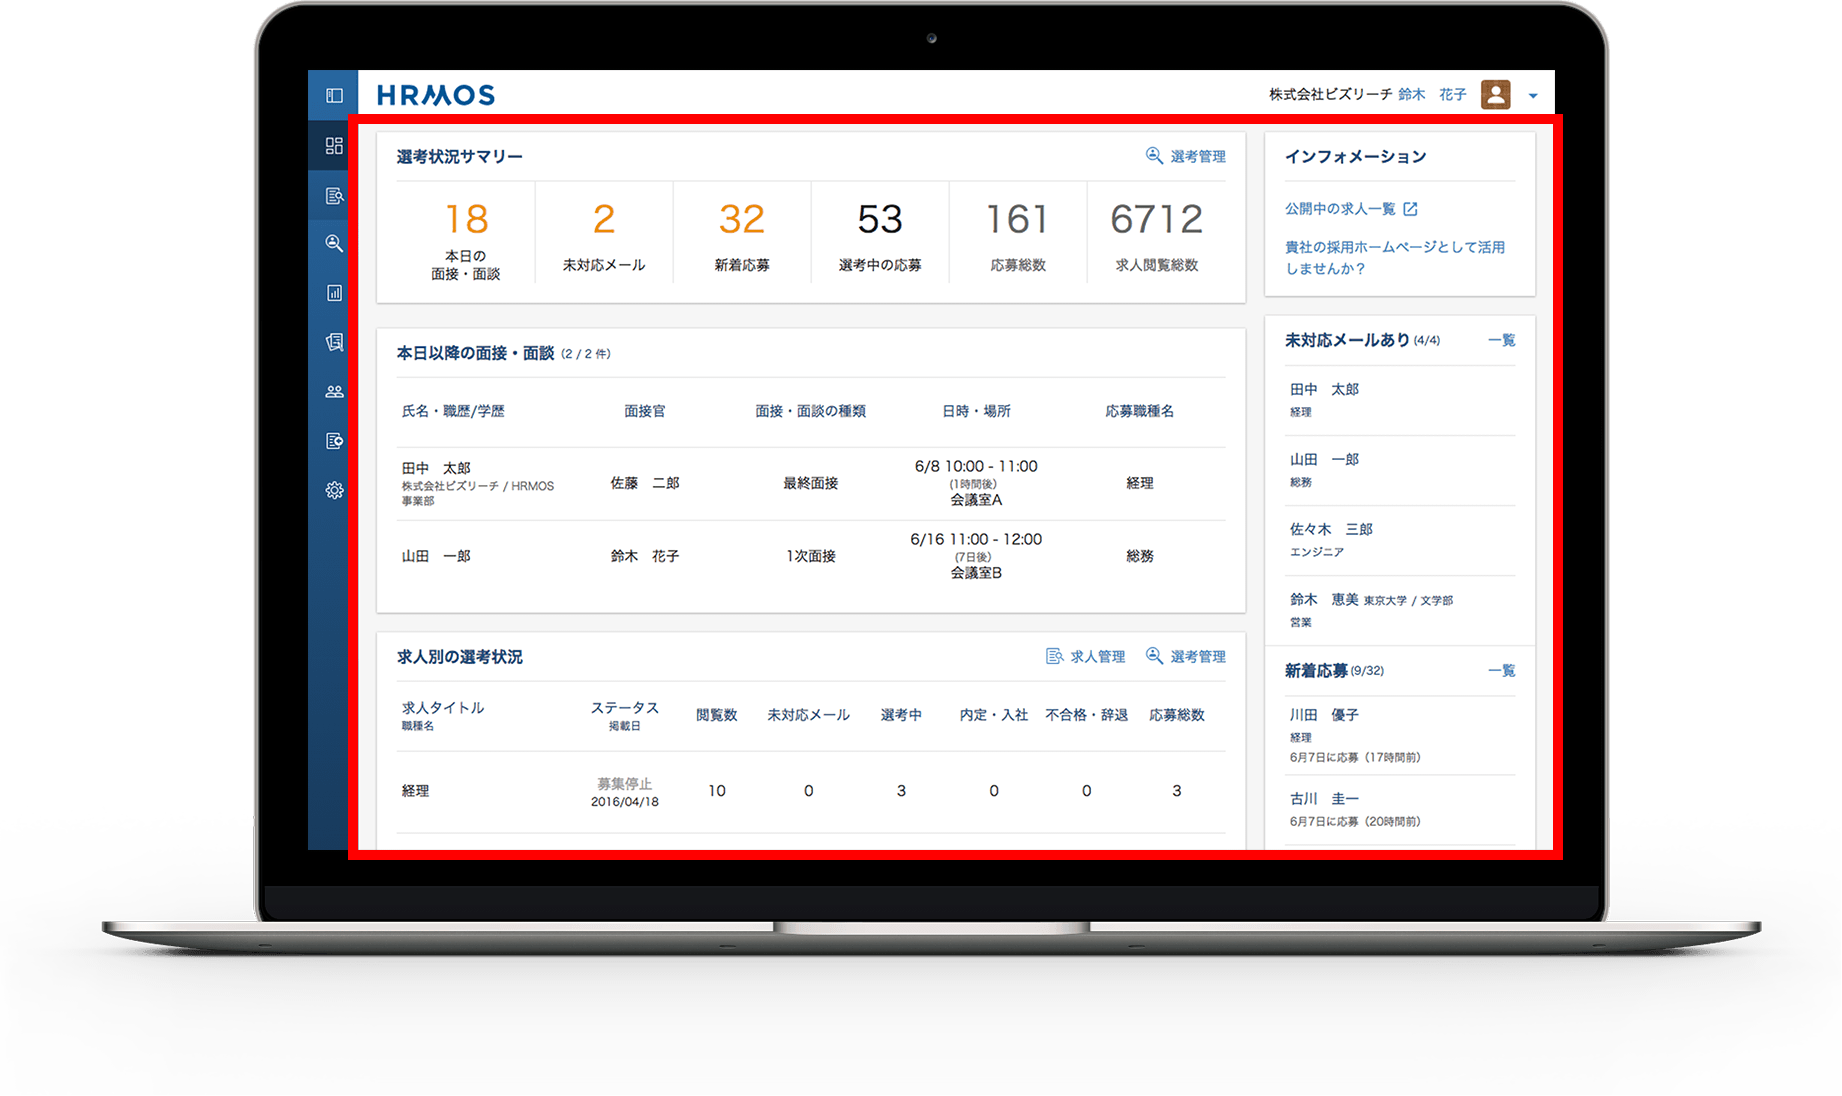 HRMOS
株式会社ビズリーチ 鈴木　花子
選考状況サマリー
選考管理
18
本日の
面接・面談
2
未対応メール
32
新着応募
53
選考中の応募
161
応募総数
6712
求人閲覧総数
本日以降の面接・面談 (2 / 2 件)
氏名・職歴/学歴 面接官 面接・面談の種類 日時・場所 応募職種名
田中　太郎
株式会社ビズリーチ / HRMOS
事業部
佐藤　二郎
最終面接
6/8 10:00 - 11:00
(1時間後)
会議室A
経理
山田　一郎
鈴木　花子
1次面接
6/16 11:00 - 12:00
(7日後)
会議室B
総務
求人別の選考状況
求人管理 選考管理
求人タイトル
職種名
ステータス
掲載日
閲覧数 未対応メール 選考中 内定・入社 不合格・辞退 応募総数
経理
募集停止
2016/04/18
10 0 3 0 0 3
インフォメーション
公開中の求人一覧
貴社の採用ホームページとして活用
しませんか？
未対応メールあり (4/4) 一覧
田中　太郎
経理
山田　一郎
総務
佐々木　三郎
エンジニア
鈴木　恵美 東京大学 / 文学部
営業
新着応募 (9/32) 一覧
川田　優子
経理
6月7日に応募（17時間前）
古川　圭一
6月7日に応募（20時間前）